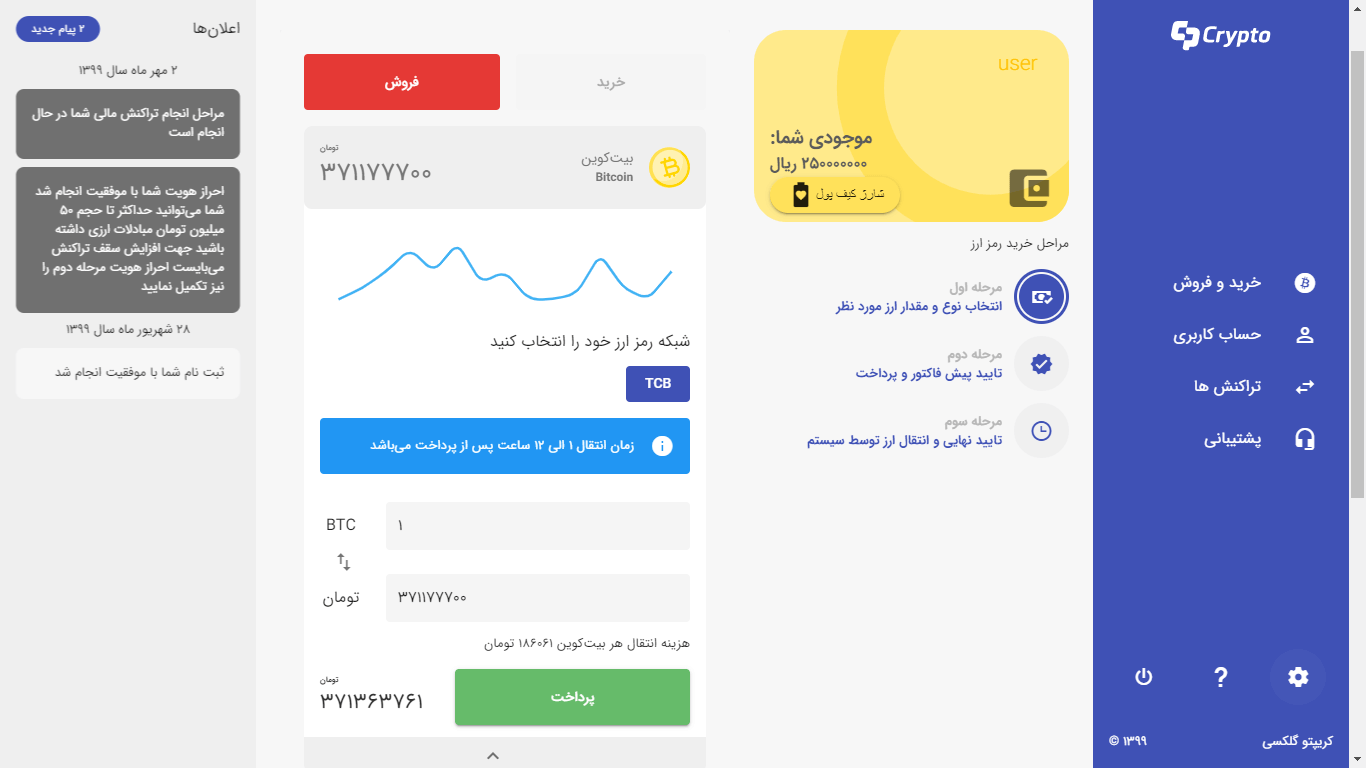 Crypto
خرید و فروش
حساب کاربری
تراکنش ها
پشتیبانی
?
کریپتو گلکسی
© ۱۳۹۹
user
موجودی شما:
۲۵۰۰۰۰۰۰۰ ریال
شارژ کیف پول
مراحل خرید رمز ارز
مرحله اول
انتخاب نوع و مقدار ارز مورد نظر
مرحله دوم
تایید پیش فاکتور و پرداخت
مرحله سوم
تایید نهایی و انتقال ارز توسط سیستم
خرید
فروش
بیت‌کوین
Bitcoin
تومان
۳۷۱۱۷۷۷۰۰
شبکه رمز ارز خود را انتخاب کنید
TCB
زمان انتقال ۱ الی ۱۲ ساعت پس از پرداخت می‌باشد
۱
BTC
۳۷۱۱۷۷۷۰۰
تومان
هزینه انتقال هر بیت‌کوین ۱۸۶۰۶۱ تومان
پرداخت
تومان
۳۷۱۳۶۳۷۶۱
اعلان‌ها
۲ پیام جدید
۲ مهر ماه سال ۱۳۹۹
مراحل انجام تراکنش مالی شما در حال
انجام است
احراز هویت شما با موفقیت انجام شد
شما می‌توانید حداکثر تا حجم ۵۰
میلیون تومان مبادلات ارزی داشته
باشید جهت افزایش سقف تراکنش
می‌بایست احراز هویت مرحله دوم را
نیز تکمیل نمایید
۲۸ شهریور ماه سال ۱۳۹۹
ثبت نام شما با موفقیت انجام شد